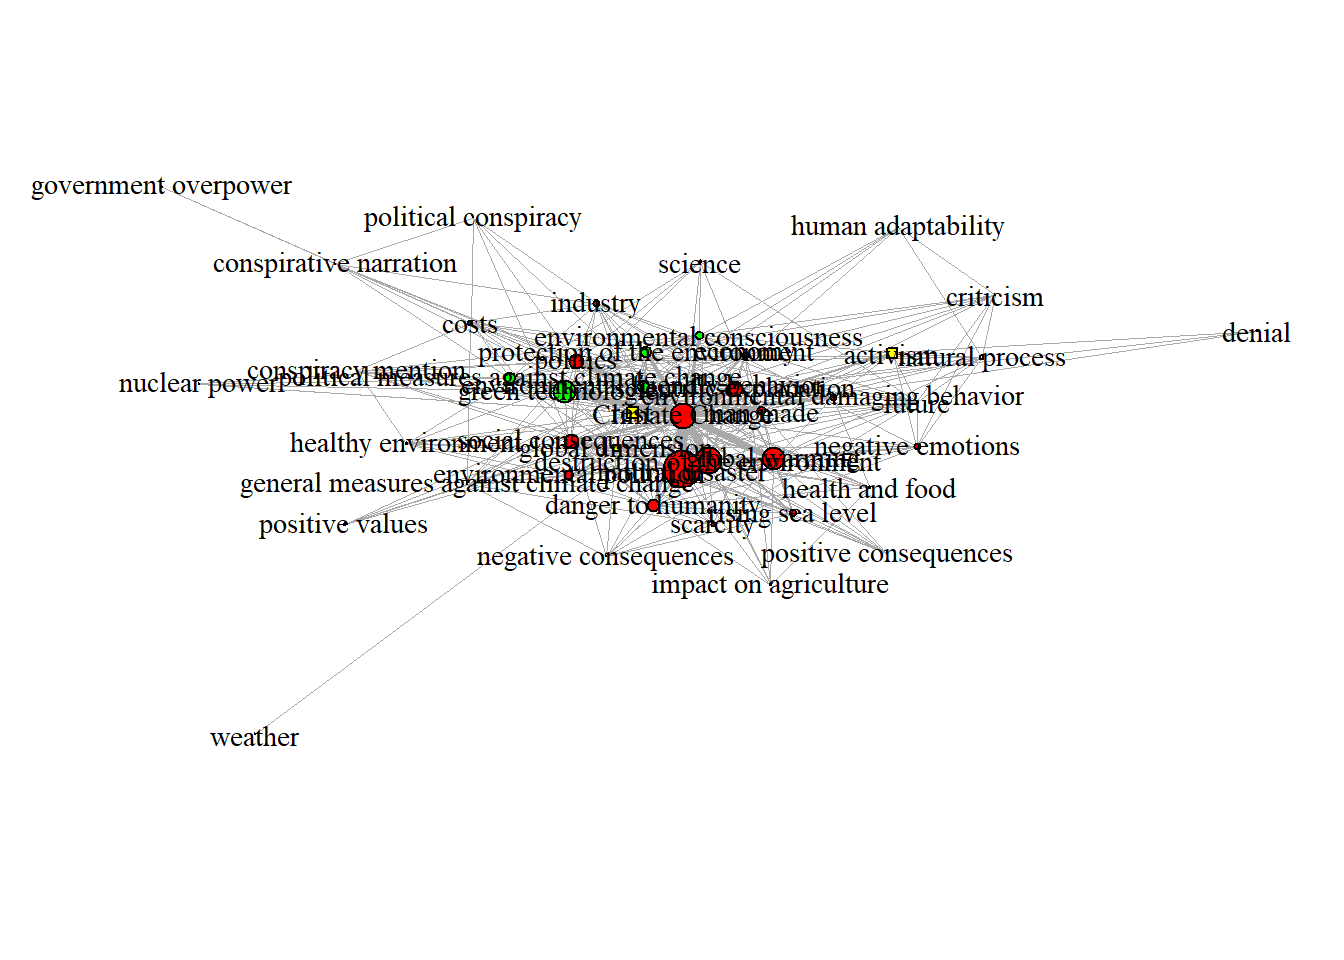 government overpower
political conspiracy
human adaptability
conspirative narration
science
industry
criticism
costs
denial
environmental consciousness
protection of the environment
economy
activism
natural process
politics
conspiracy mention
nuclear power
political measures against climate change
green technologies
environmental damaging behavior
future
Climate Change
man made
healthy environment
social consequences
negative emotions
global dimension
global warming
destruction of the environment
environmental pollution
natural disaster
general measures against climate change
health and food
danger to humanity
rising sea level
positive values
scarcity
negative consequences
positive consequences
impact on agriculture
weather